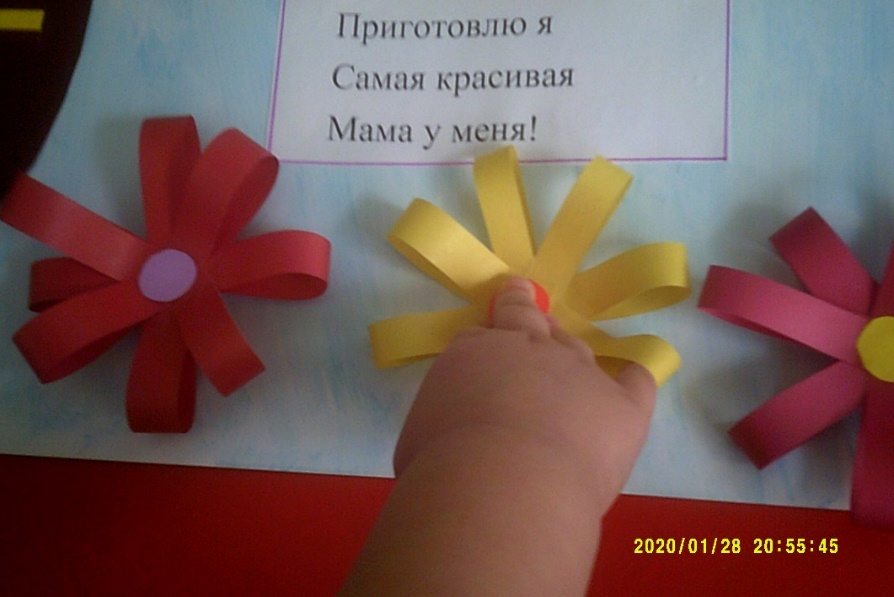 Приготовлю я
Самая красивая
Мама у меня!
2020/01/28 20:55:45